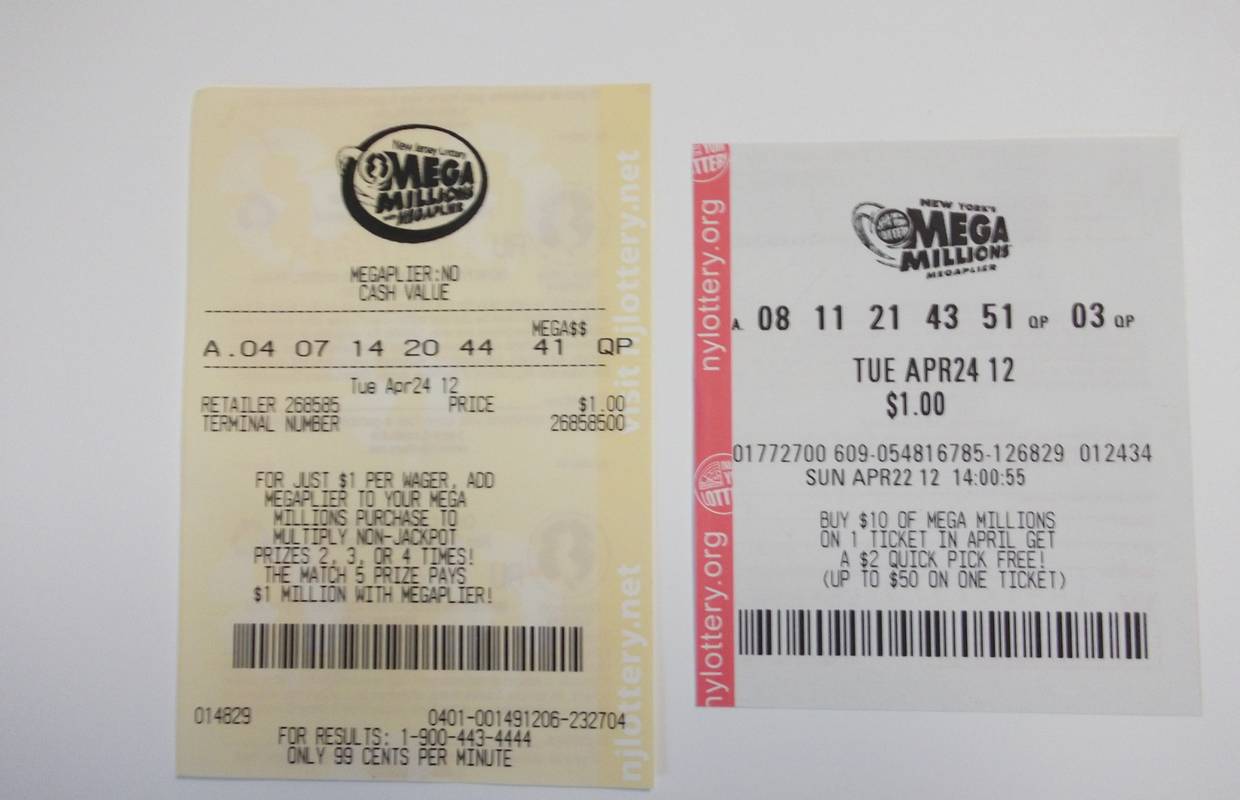 New Jersey Lottery
MEGA
MILLIONS
WITH MEGAPLIER
MEGAPLIER:NO
CASH VALUE
MEGA$$
A.04 07 14 20 44 41 QP
Tue Apr24 12
RETAILER 268585 PRICE $1.00
TERMINAL NUMBER 26858500
FOR JUST $1 PER WAGER, ADD
MEGAPLIER TO YOUR MEGA
MILLIONS PURCHASE TO
MULTIPLY NON-JACKPOT
PRIZES 2, 3, OR 4 TIMES!
THE MATCH 5 PRIZE PAYS
$1 MILLION WITH MEGAPLIER!
014829 0401-001491206-232704
FOR RESULTS: 1-900-443-4444
ONLY 99 CENTS PER MINUTE
visit njlottery.net
njlottery.net
nylottery.org
nylottery.org
NEW YORK'S
MEGA
MILLIONS
MEGAPLIER
A. 08 11 21 43 51 QP 03 QP
TUE APR24 12
$1.00
01772700 609-054816785-126829 012434
SUN APR22 12 14:00:55
BUY $10 OF MEGA MILLIONS
ON 1 TICKET IN APRIL GET
A $2 QUICK PICK FREE!
(UP TO $50 ON ONE TICKET)